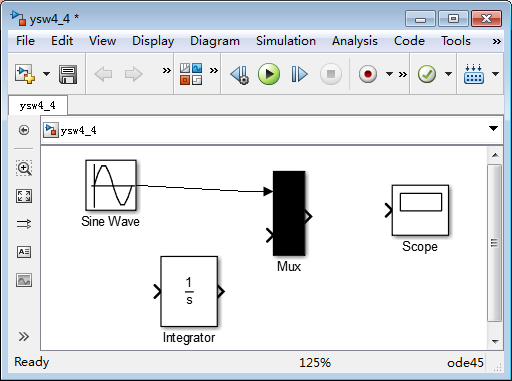 ysw4_4 *
File Edit View Display Diagram Simulation Analysis Code Tools »
ysw4_4
ysw4_4
Sine Wave
Mux
Scope
1
s
Integrator
Ready 125% ode45